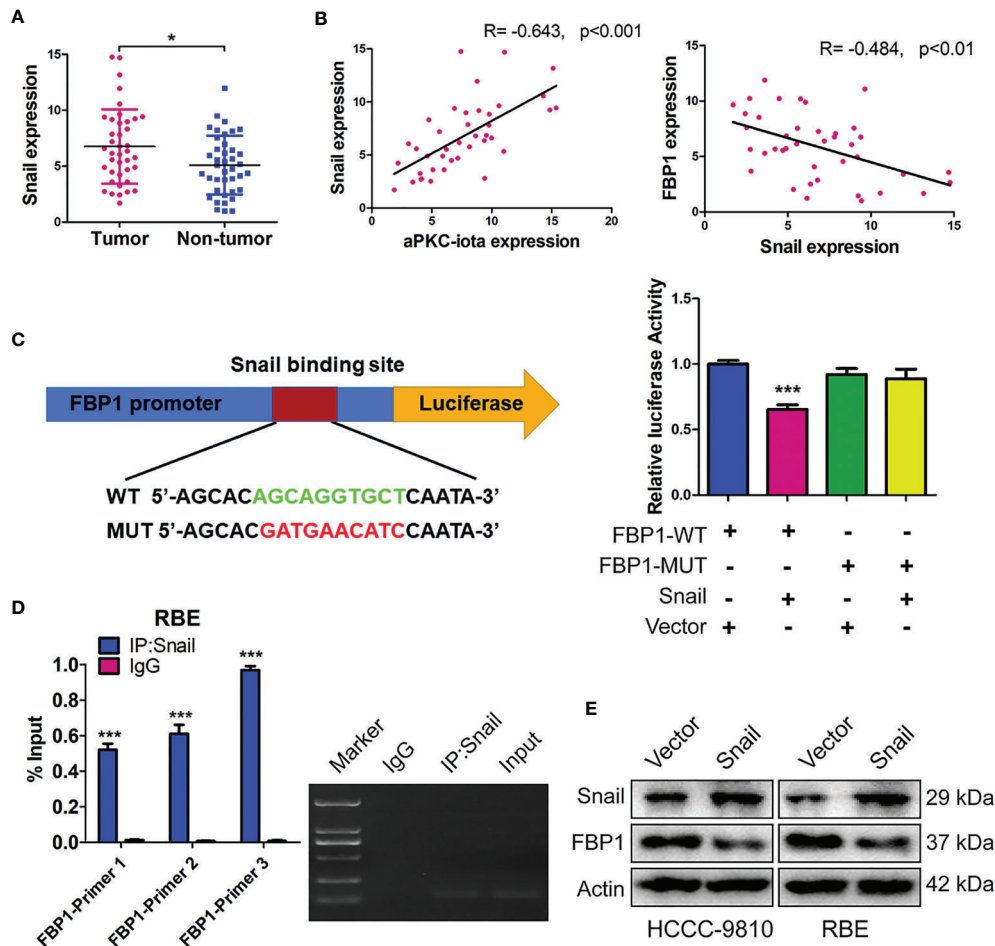 A
*
Snail expression
15
10
5
0
Tumor
Non-tumor
B
R= -0.643, p<0.001
Snail expression
15
10
5
0
0
5
10
15
20
aPKC-iota expression
R= -0.484, p<0.01
FBP1 expression
15
10
5
0
0
5
10
15
Snail expression
C
Snail binding site
FBP1 promoter
Luciferase
WT 5'-AGCACAGCAGGTGCTCAATA-3'
MUT 5'-AGCACGATGAACATCCAATA-3'
Relative luciferase Activity
1.5
1.0
0.5
0.0
***
FBP1-WT + + - -
FBP1-MUT - - + +
Snail - + - +
Vector + - + -
D
RBE
IP:Snail
IgG
% Input
1.0
0.8
0.6
0.4
0.2
0.0
***
***
***
FBP1-Primer 1
FBP1-Primer 2
FBP1-Primer 3
Marker
IgG
IP:Snail
Input
E
Vector
Snail
Vector
Snail
Snail
29 kDa
FBP1
37 kDa
Actin
42 kDa
HCCC-9810
RBE